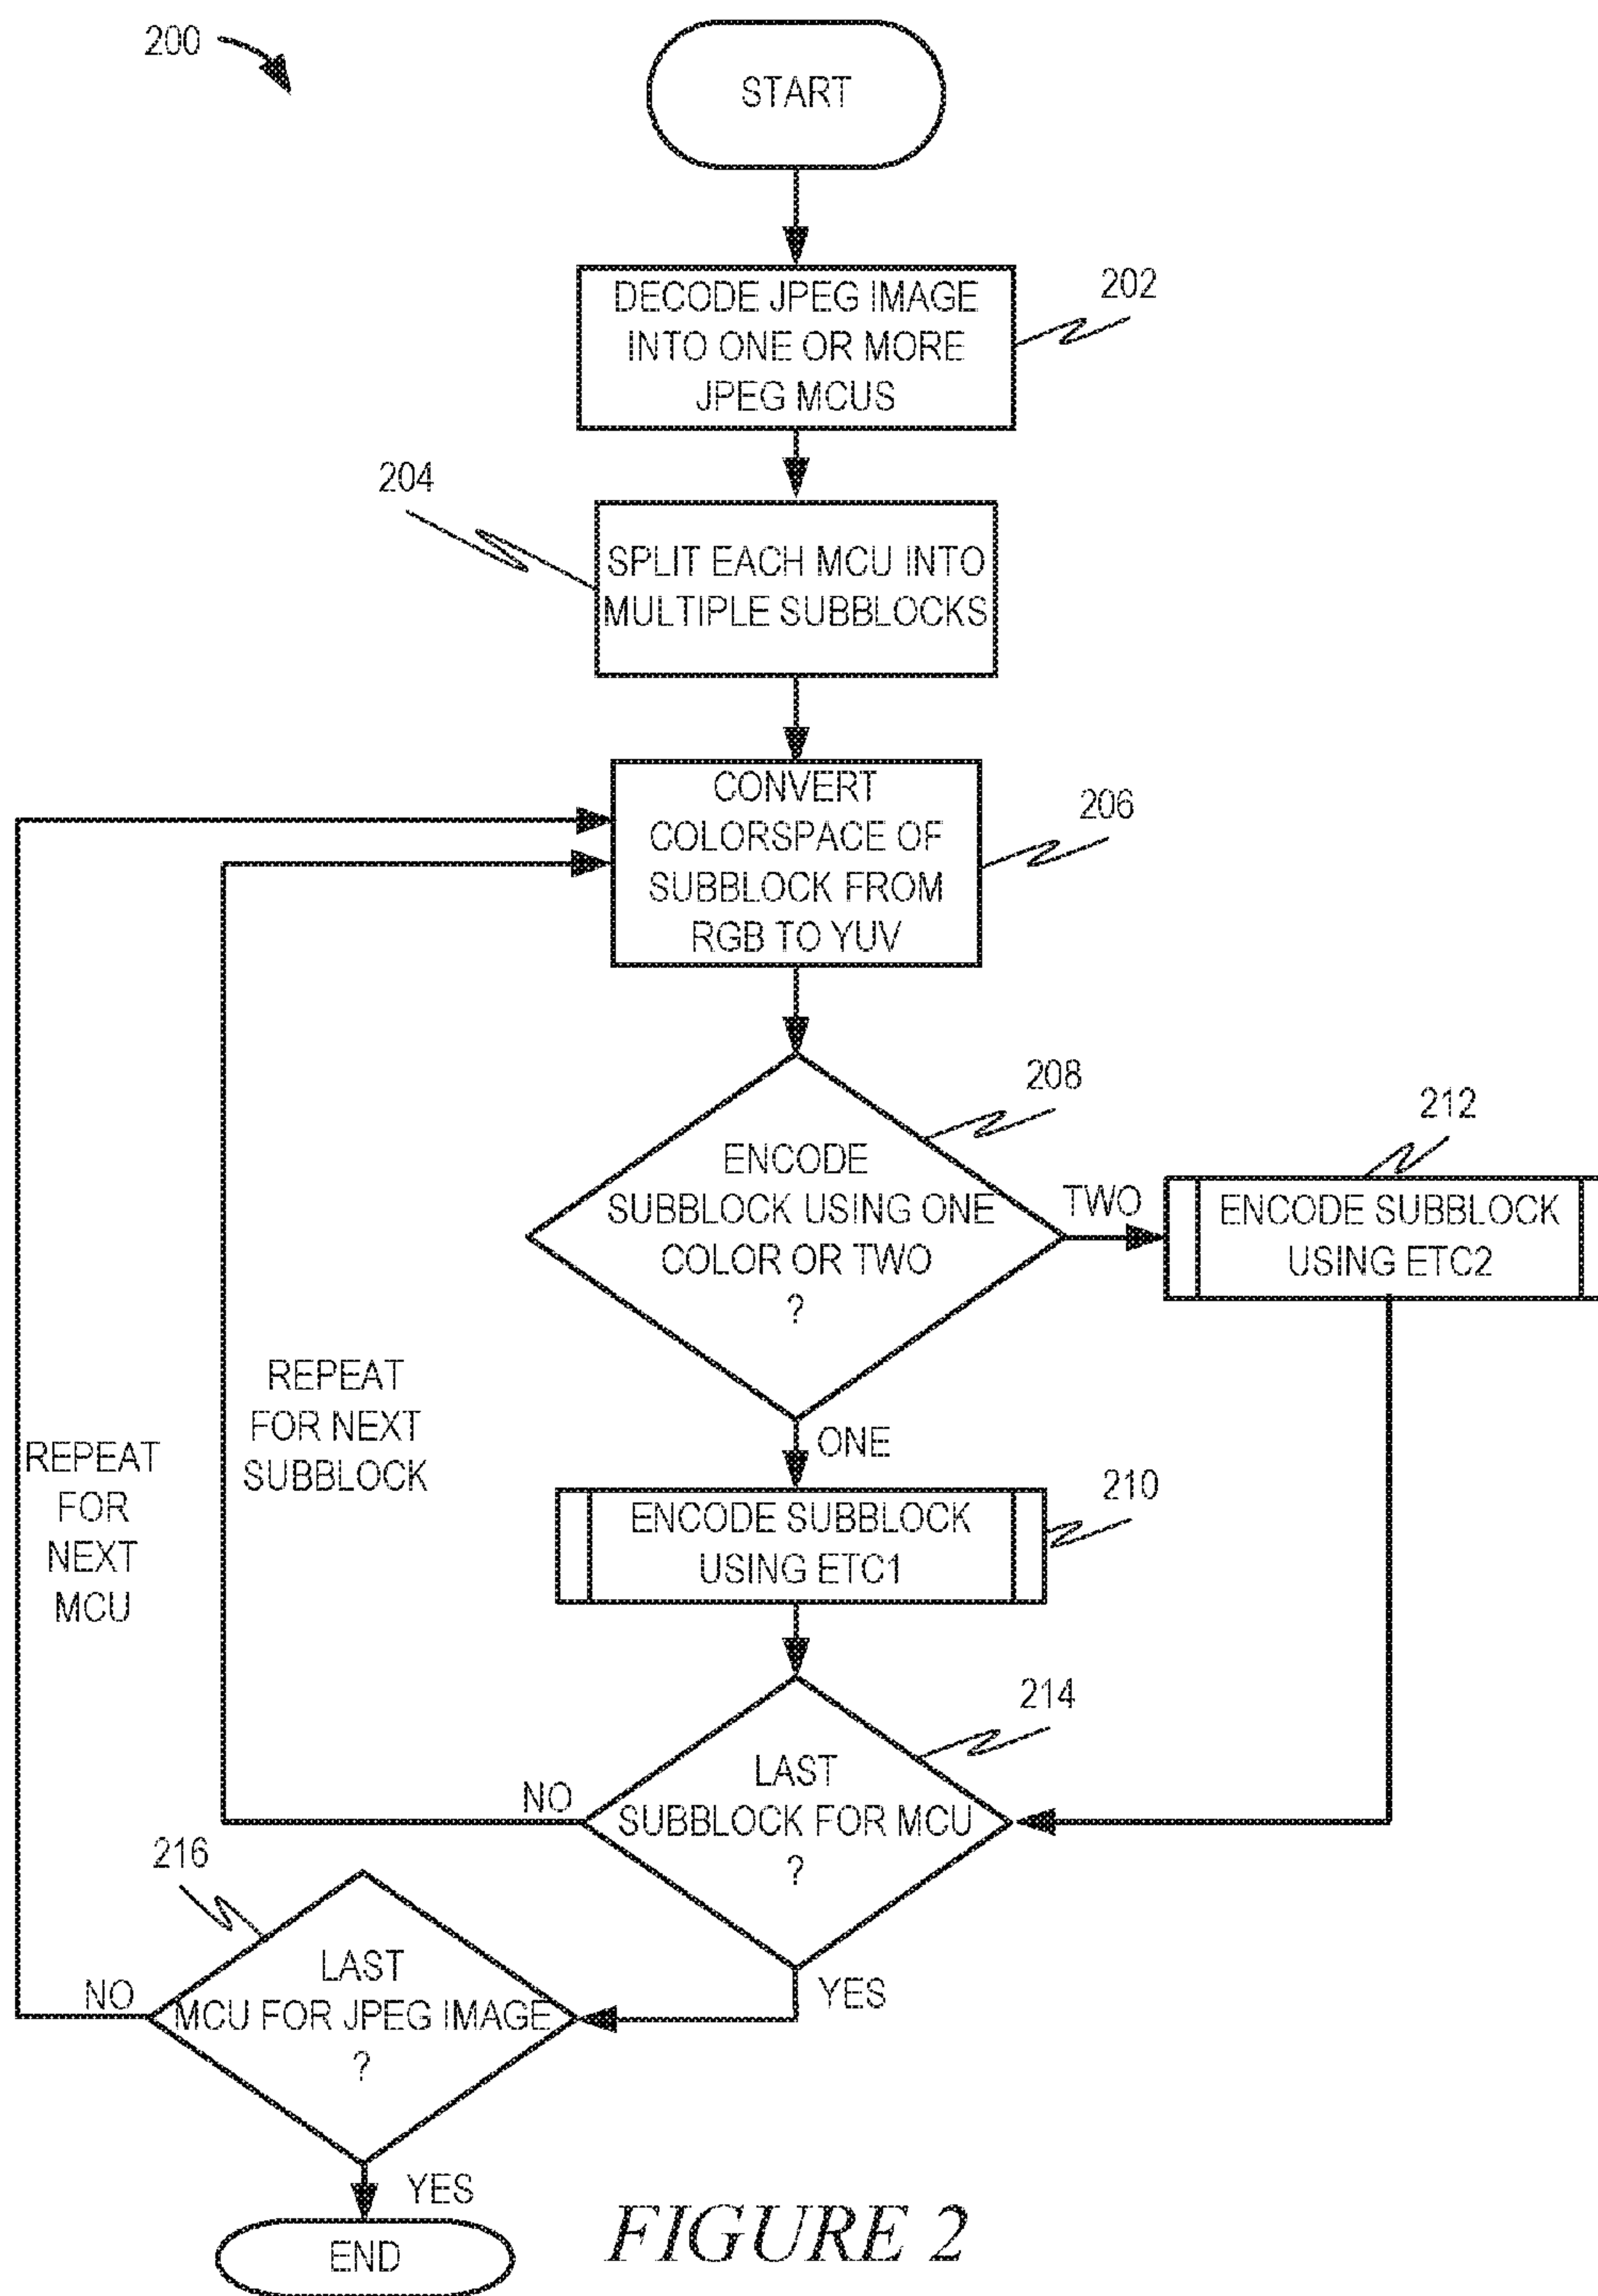 200
START
DECODE JPEG IMAGE
INTO ONE OR MORE
JPEG MCUS
202
204
SPLIT EACH MCU INTO
MULTIPLE SUBBLOCKS
CONVERT
COLORSPACE OF
SUBBLOCK FROM
RGB TO YUV
206
ENCODE
SUBBLOCK USING ONE
COLOR OR TWO
?
208
TWO
212
ENCODE SUBBLOCK
USING ETC2
ONE
ENCODE SUBBLOCK
USING ETC1
210
REPEAT
FOR NEXT
SUBBLOCK
REPEAT
FOR
NEXT
MCU
LAST
SUBBLOCK FOR MCU
?
214
NO
YES
216
LAST
MCU FOR JPEG IMAGE
?
NO
YES
END
FIGURE 2